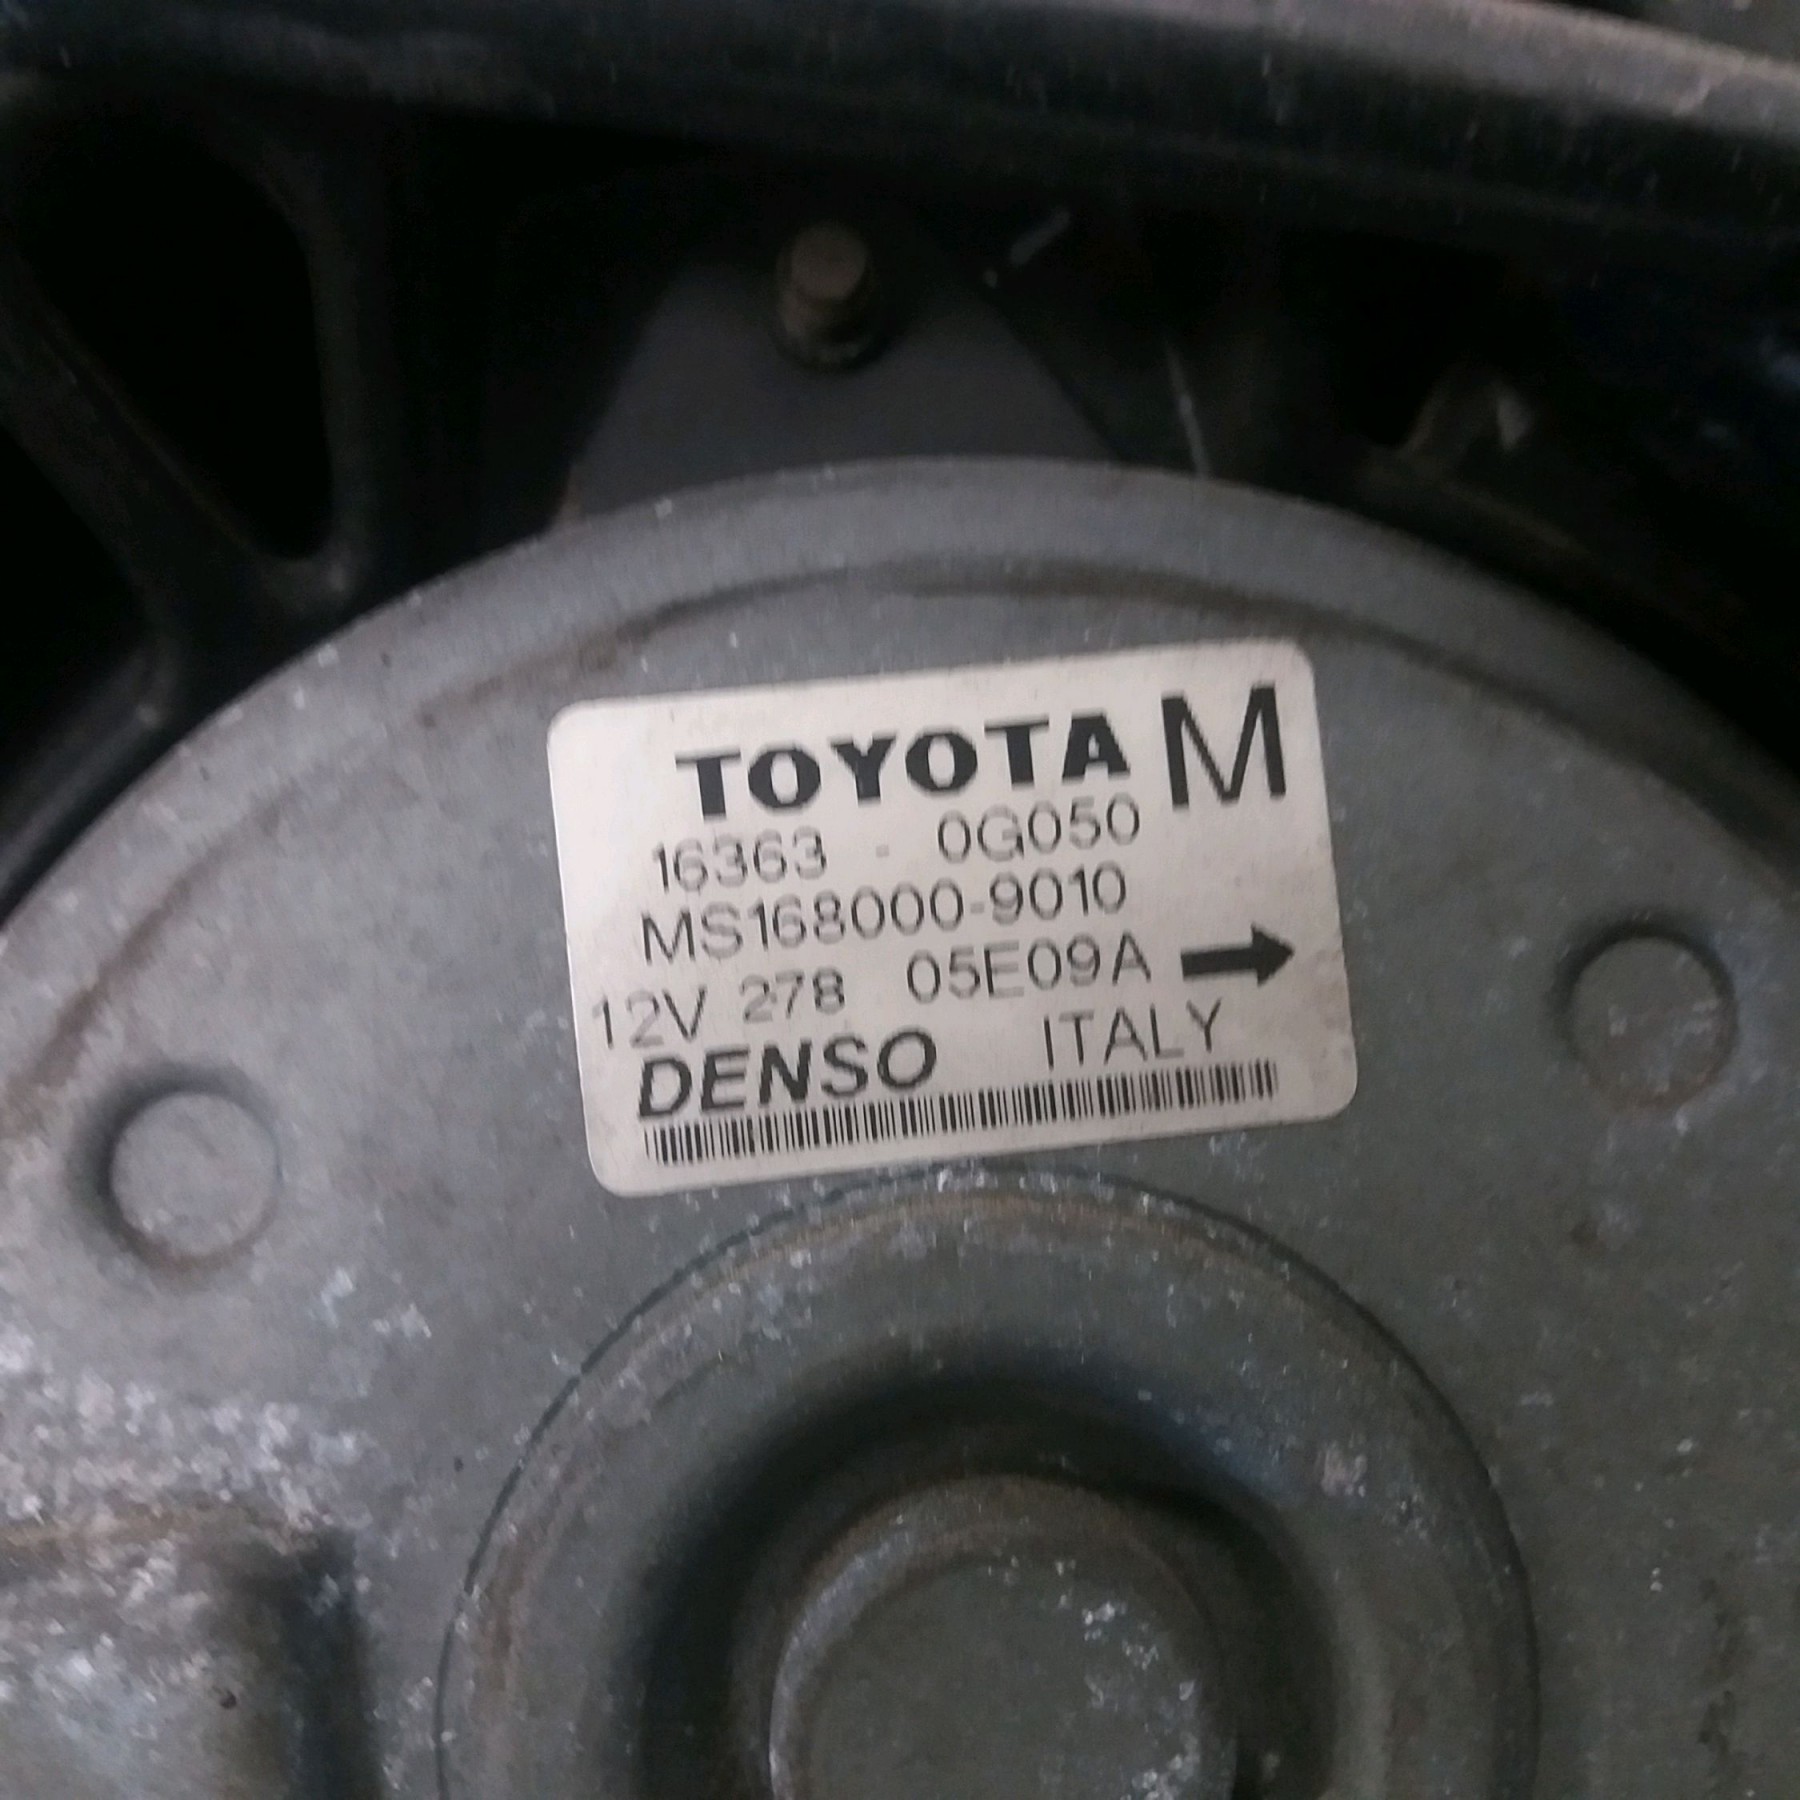 TOYOTA M
16363 - 0G050
MS168000-9010
12V 278 05E09A →
DENSO ITALY